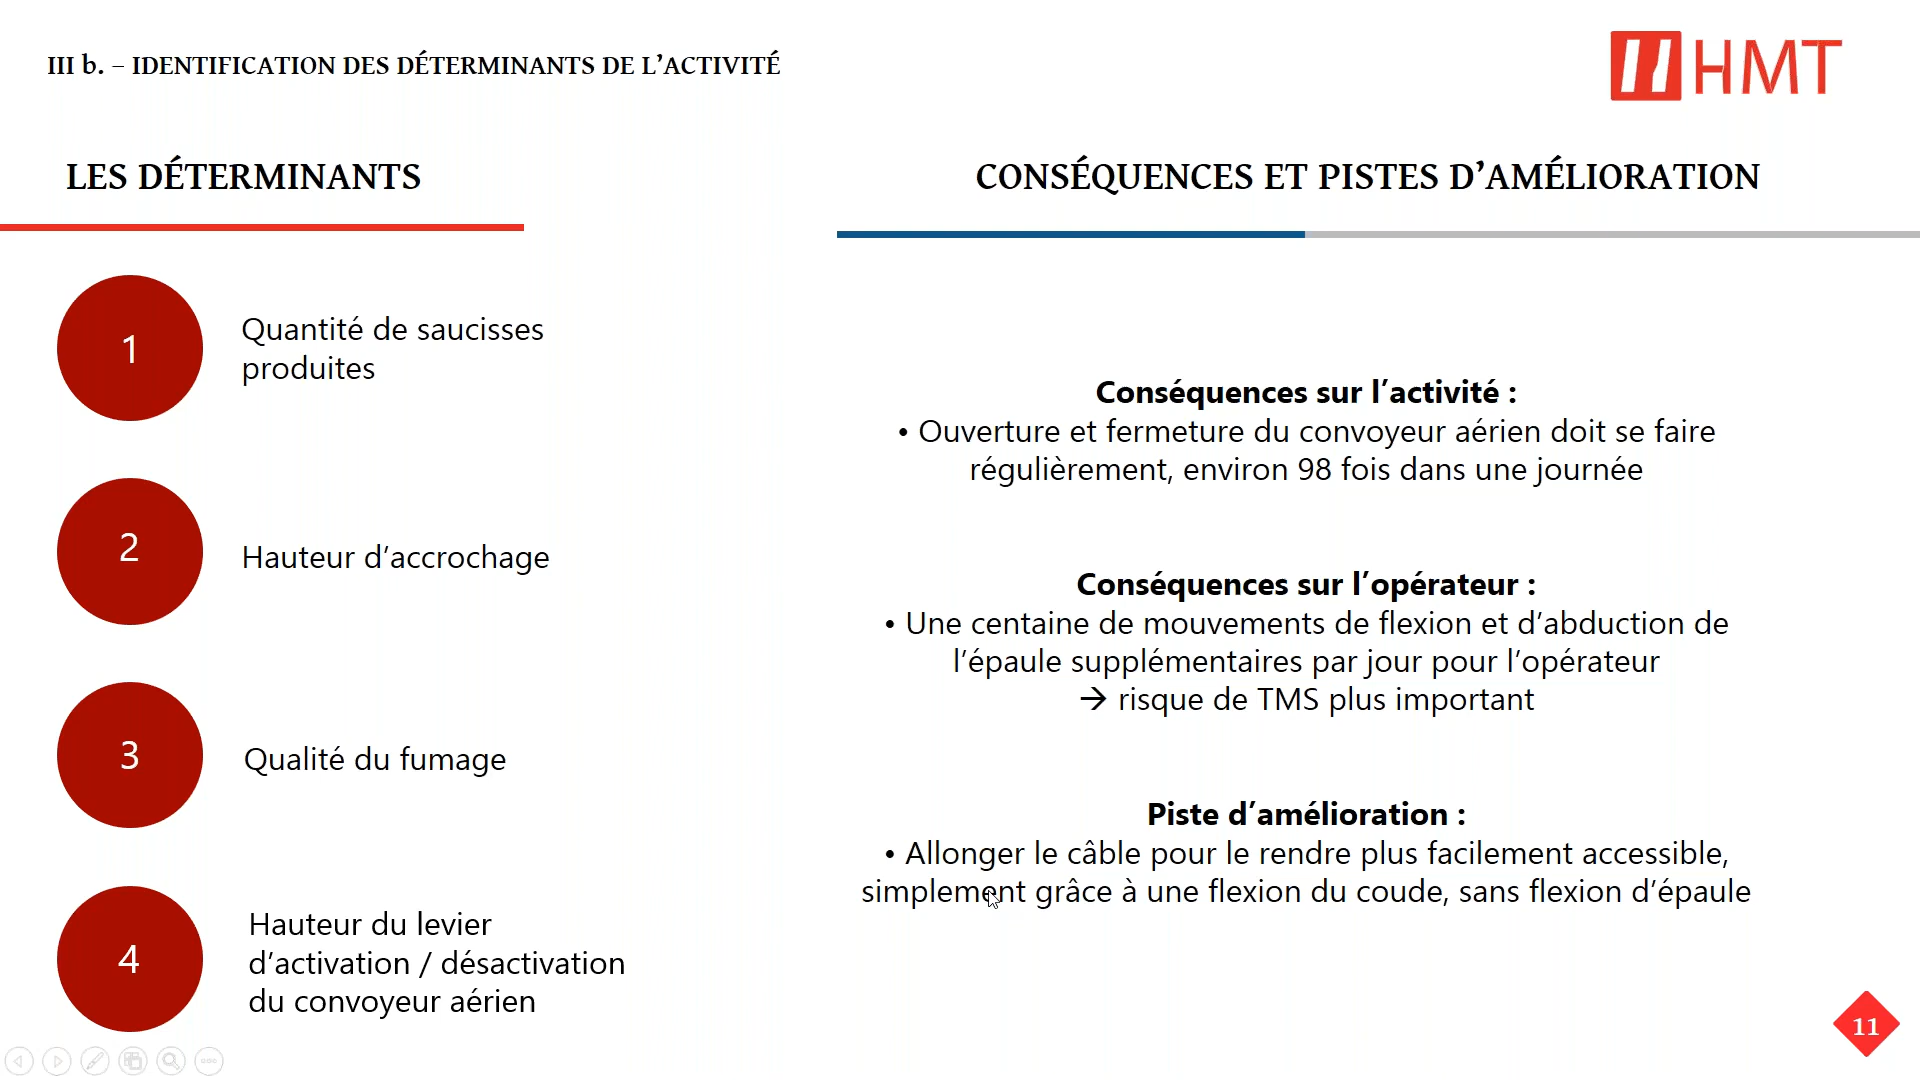 III b. – IDENTIFICATION DES DÉTERMINANTS DE L’ACTIVITÉ
HMT
LES DÉTERMINANTS
1
Quantité de saucisses
produites
2
Hauteur d’accrochage
3
Qualité du fumage
4
Hauteur du levier
d’activation / désactivation
du convoyeur aérien
CONSÉQUENCES ET PISTES D’AMÉLIORATION
Conséquences sur l’activité :
• Ouverture et fermeture du convoyeur aérien doit se faire
régulièrement, environ 98 fois dans une journée
Conséquences sur l’opérateur :
• Une centaine de mouvements de flexion et d’abduction de
l’épaule supplémentaires par jour pour l’opérateur
→ risque de TMS plus important
Piste d’amélioration :
• Allonger le câble pour le rendre plus facilement accessible,
simplement grâce à une flexion du coude, sans flexion d’épaule
11